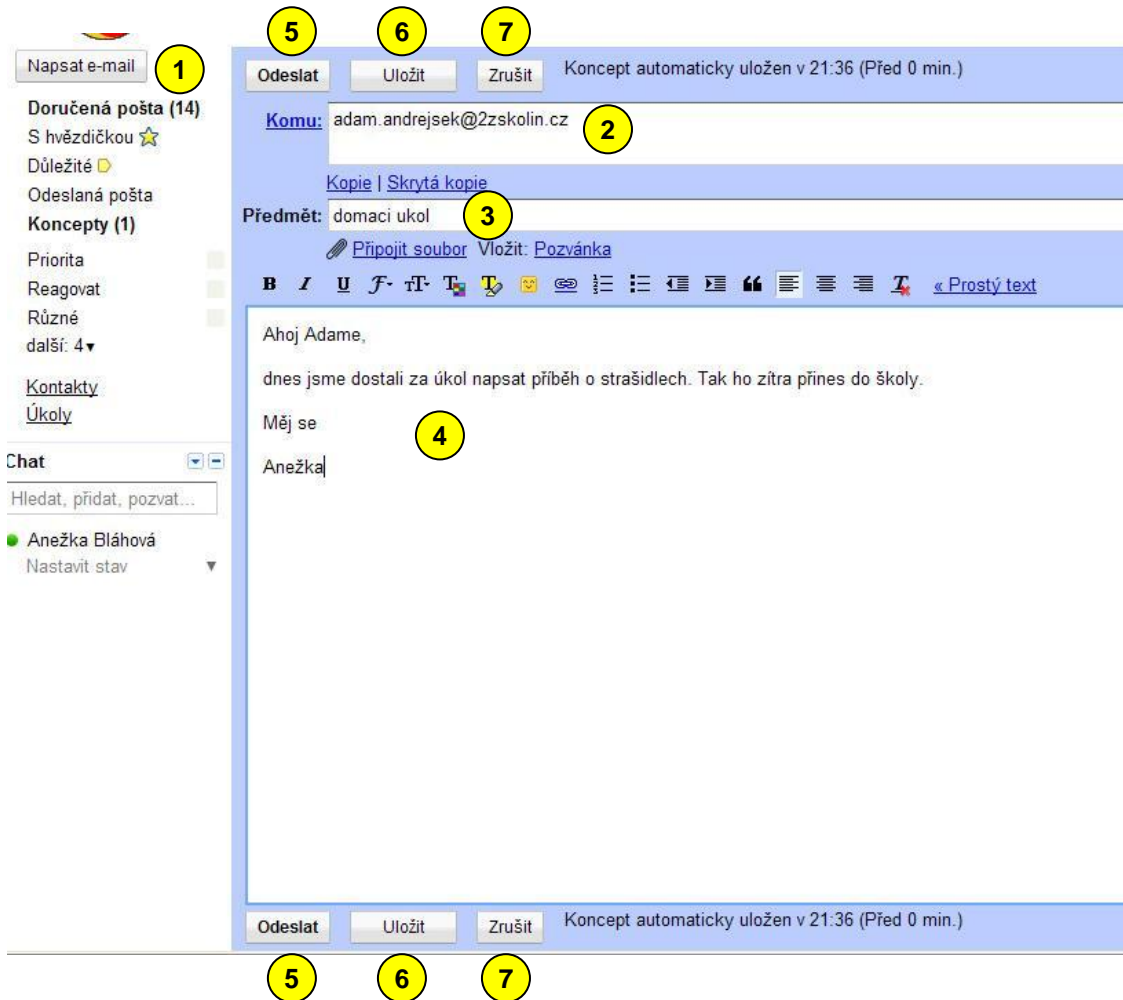 5 6 7
Napsat e-mail 1
Odeslat Uložit Zrušit Koncept automaticky uložen v 21:36 (Před 0 min.)
Doručená pošta (14)
S hvězdičkou
Důležité
Odeslaná pošta
Koncepty (1)
Priorita
Reagovat
Různé
další: 4▾
Kontakty
Úkoly
Chat
Hledat, přidat, pozvat...
Anežka Bláhová
Nastavit stav ▼
Komu: adam.andrejsek@2zskolin.cz 2
Kopie | Skrytá kopie
Předmět: domaci ukol 3
Připojit soubor Vložit: Pozvánka
B I U « Prostý text
Ahoj Adame,
dnes jsme dostali za úkol napsat příběh o strašidlech. Tak ho zítra přines do školy.
Měj se
4
Anežka
Odeslat Uložit Zrušit Koncept automaticky uložen v 21:36 (Před 0 min.)
5 6 7